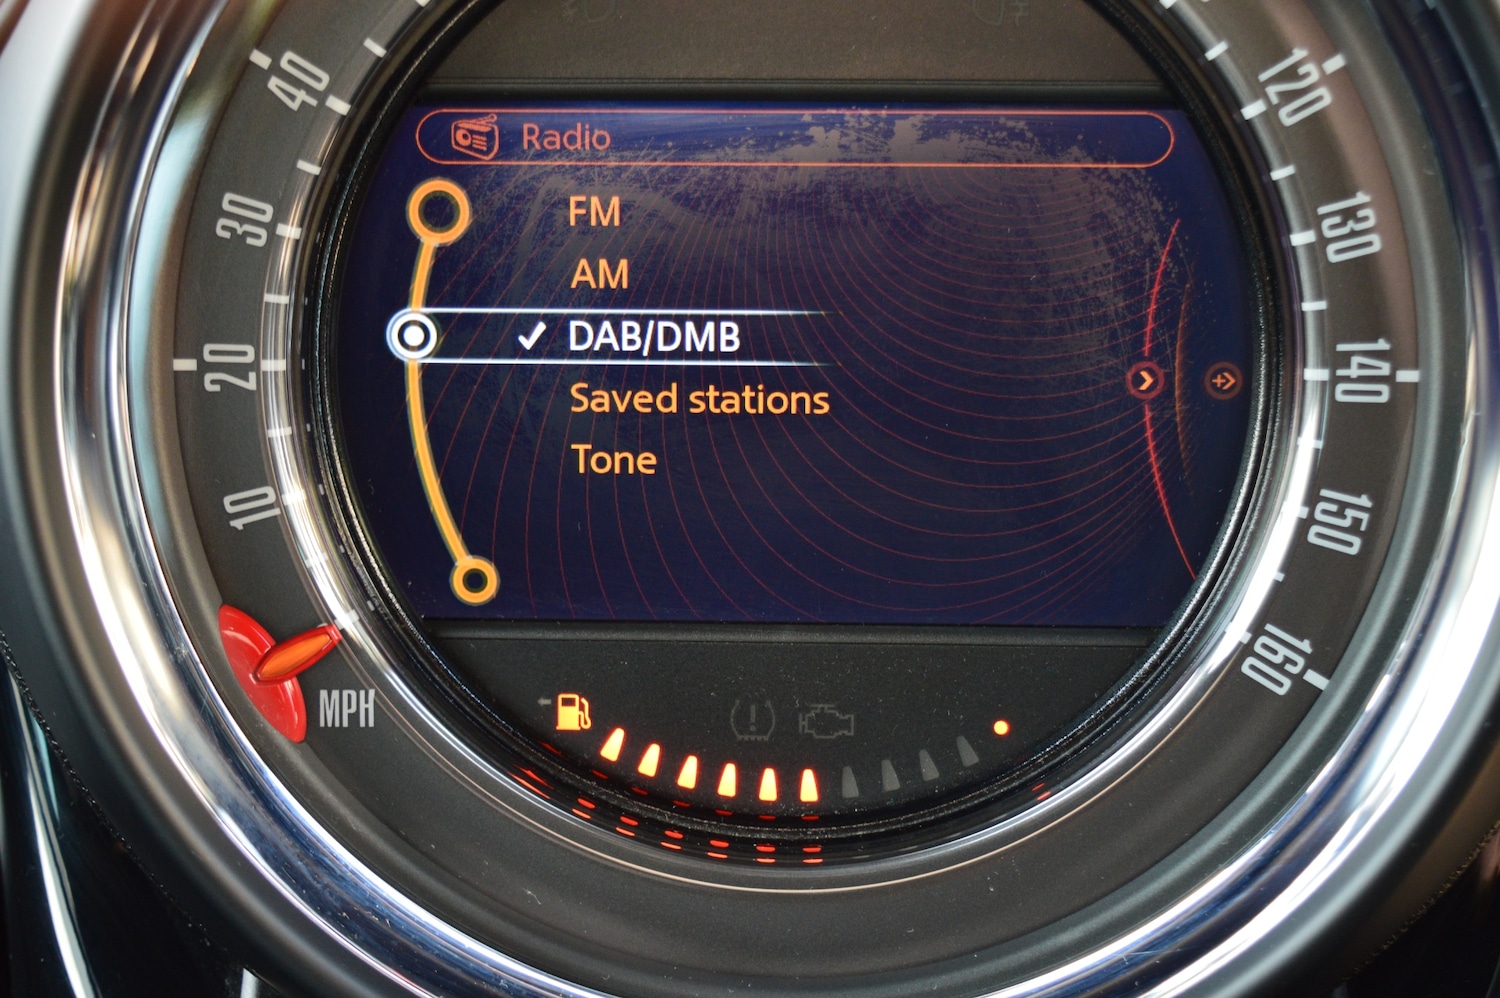 Radio
FM
AM
DAB/DMB
Saved stations
Tone
40
30
20
10
MPH
120
130
140
150
160